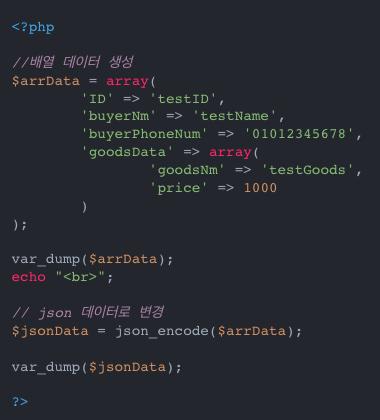 <?php
//배열 데이터 생성
$arrData = array(
'ID' => 'testID',
'buyerNm' => 'testName',
'buyerPhoneNum' => '01012345678',
'goodsData' => array(
'goodsNm' => 'testGoods',
'price' => 1000
)
);
var_dump($arrData);
echo "<br>";
// json 데이터로 변경
$jsonData = json_encode($arrData);
var_dump($jsonData);
?>